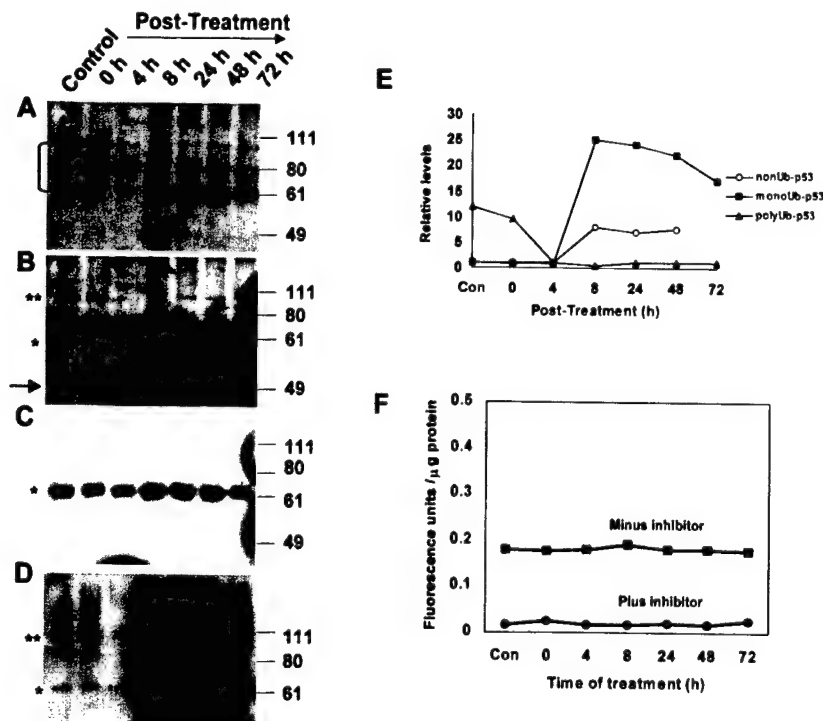 Post-Treatment
Control 0 h 4 h 8 h 24 h 48 h 72 h
A
111
80
61
49
B
**
111
80
*
61
49
C
111
80
*
61
49
D
**
111
80
*
61
E
30
25
20
15
10
5
0
Relative levels
nonUb-p53
monoUb-p53
polyUb-p53
Con 0 4 8 24 48 72
Post-Treatment (h)
F
0.5
0.4
0.3
0.2
0.1
0
Fluorescence units /µg protein
Minus inhibitor
Plus inhibitor
Con 0 4 8 24 48 72
Time of treatment (h)